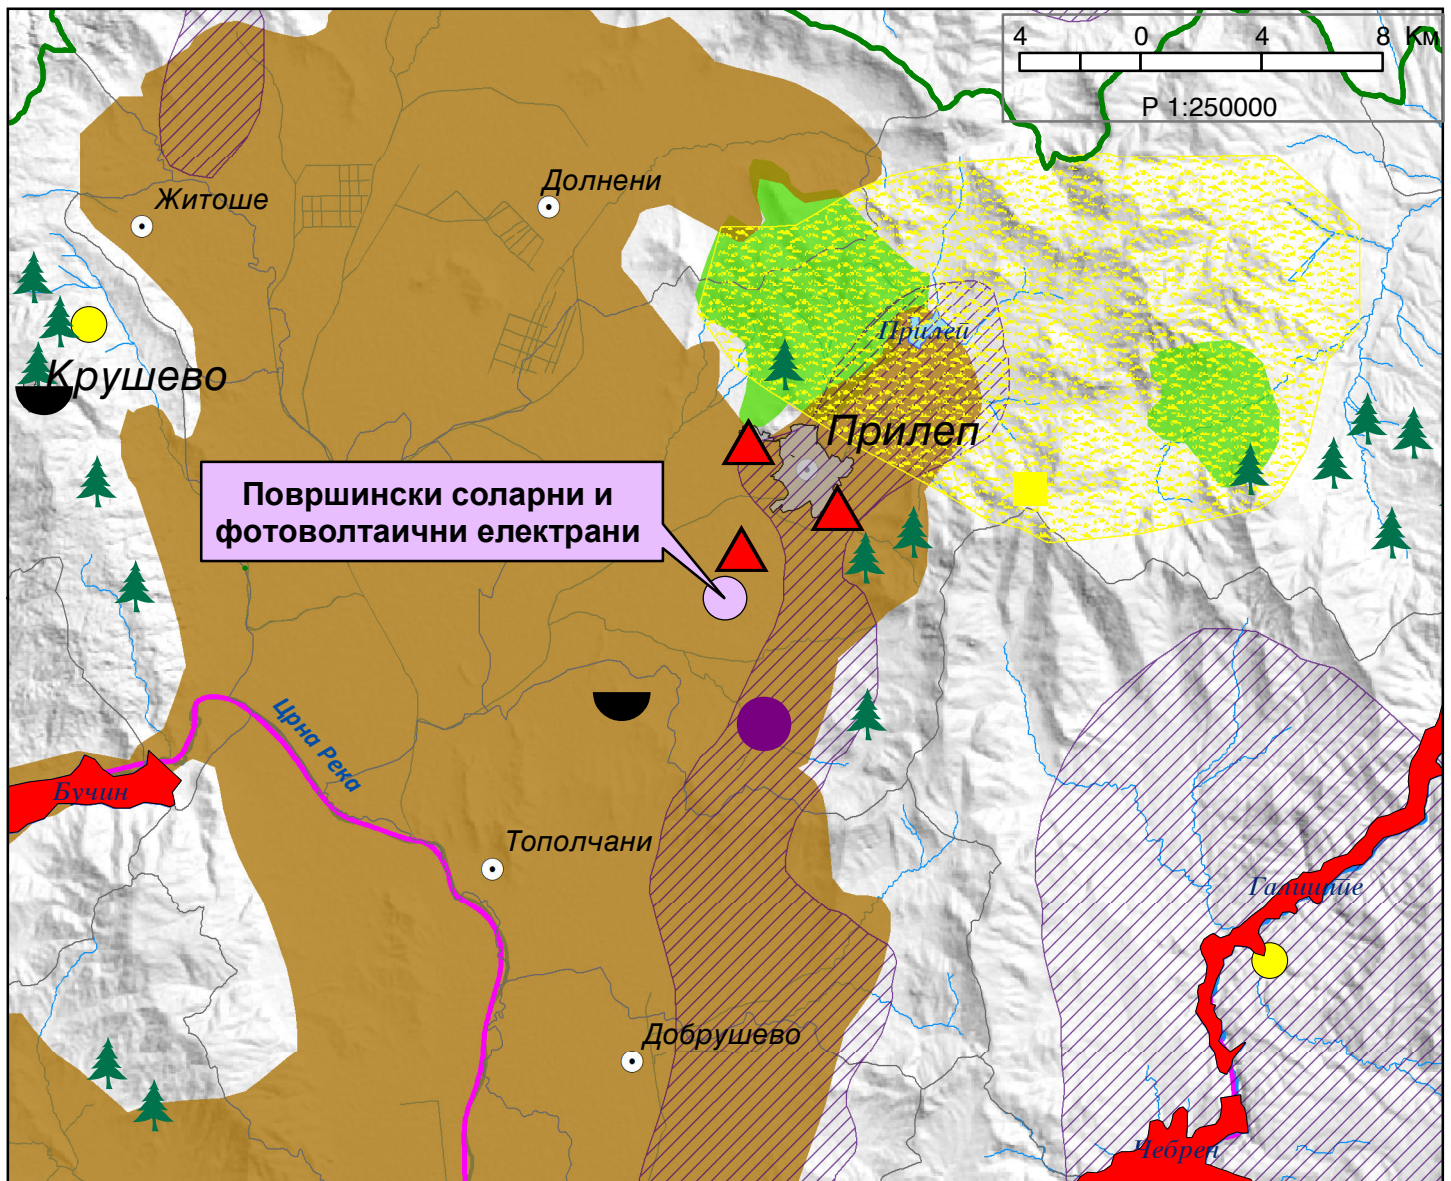 4 0 4 8 Км
Р 1:250000
Житоше
Долнени
Прилеп
Крушево
Прилеп
Површински соларни и
фотоволтаични електрани
Црна Река
Бучин
Тополчани
Галиште
Добрушево
Чебрен